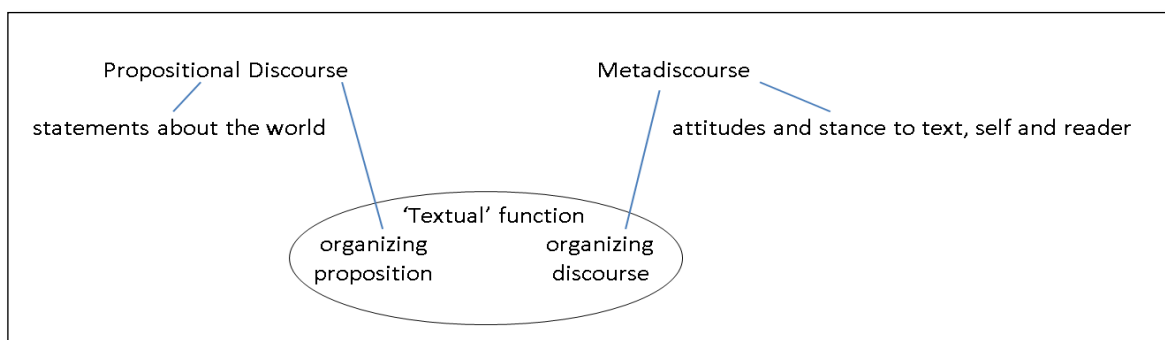 Propositional Discourse
Metadiscourse
statements about the world
attitudes and stance to text, self and reader
‘Textual’ function
organizing
proposition
organizing
discourse